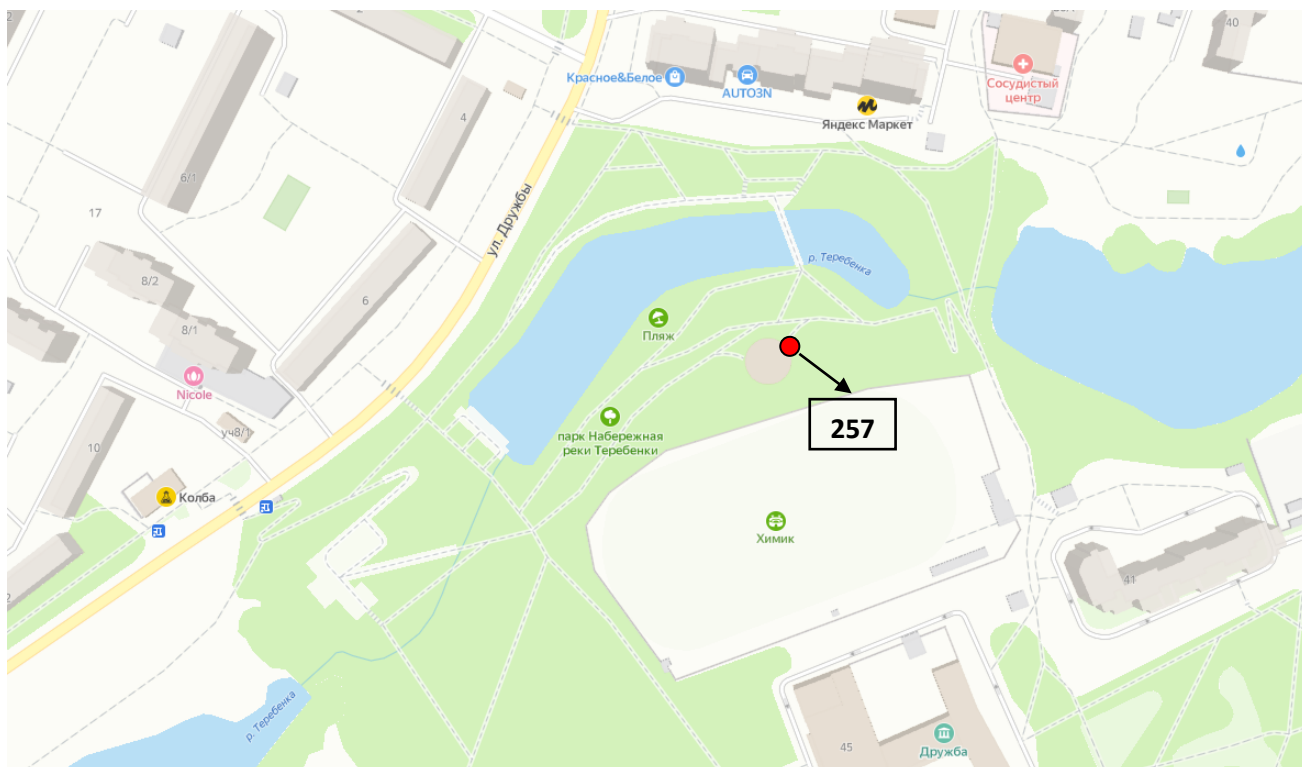 40
Красное&Белое
AUTO3N
Сосудистый
центр
Яндекс Маркет
4
6/1
17
ул. Дружбы
р. Теребенка
8/2
6
8/1
Пляж
Nicole
257
парк Набережная
реки Теребенки
уч8/1
10
Колба
Химик
41
р. Теребенка
45
Дружба